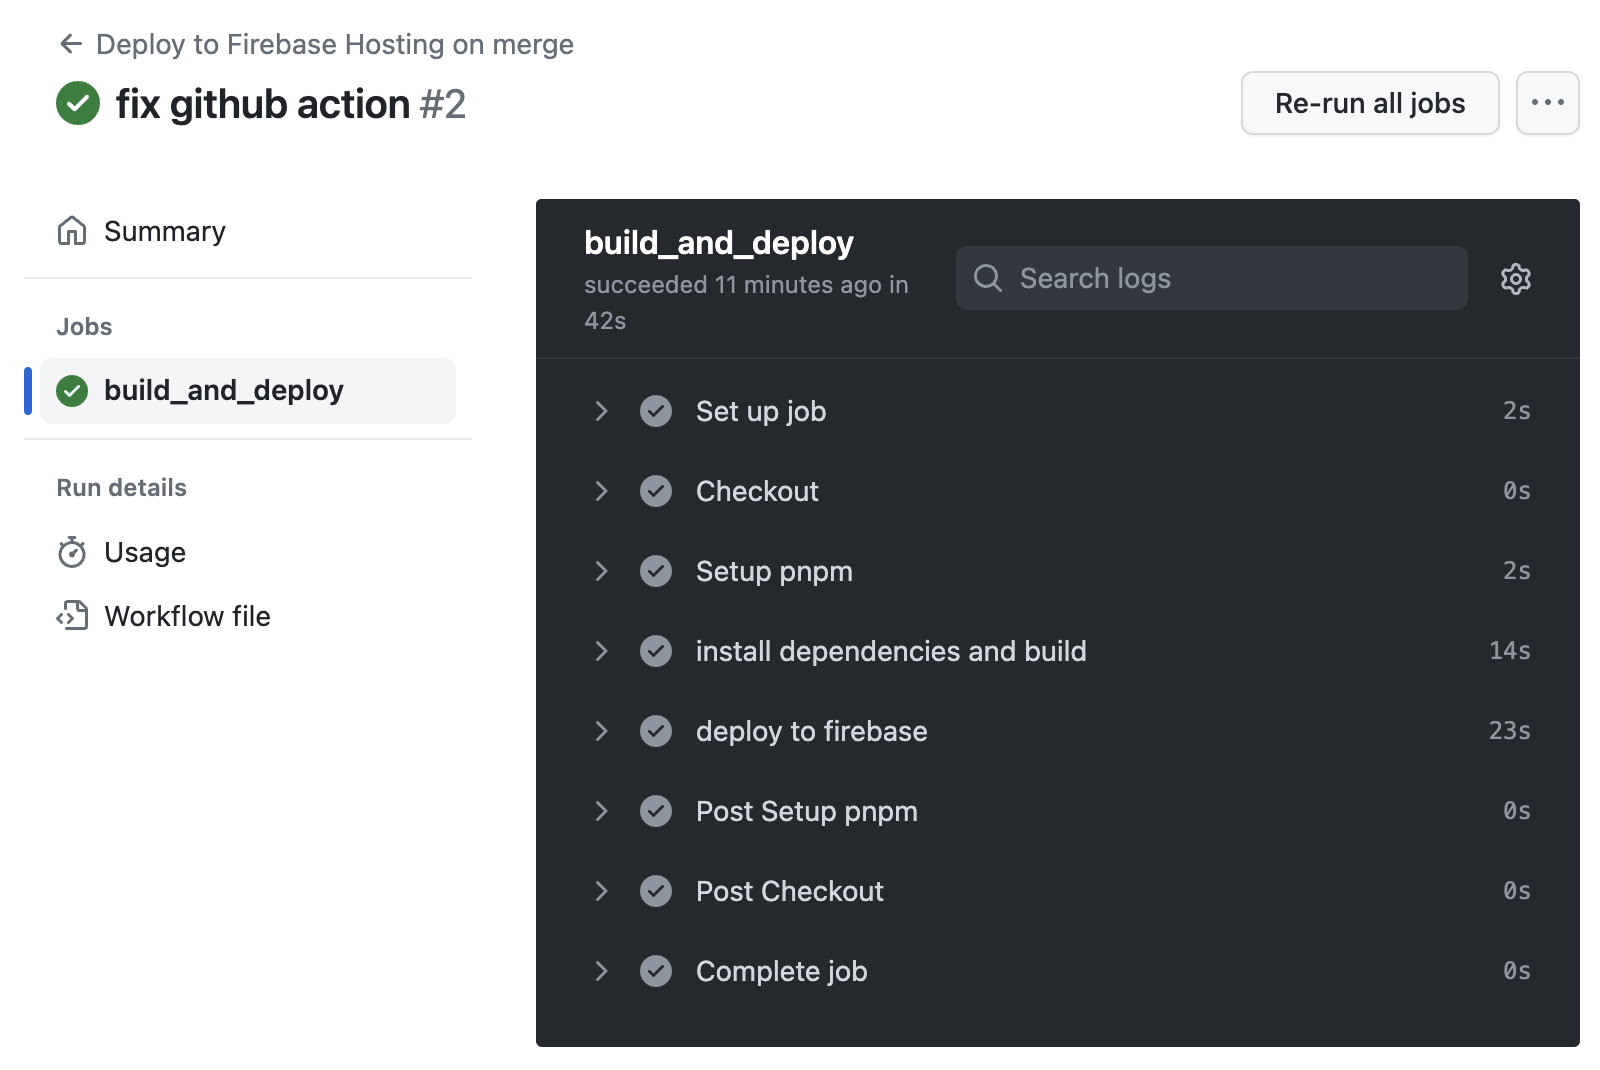 Deploy to Firebase Hosting on merge
fix github action #2
Re-run all jobs
Summary
Jobs
build_and_deploy
Run details
Usage
Workflow file
build_and_deploy
succeeded 11 minutes ago in
42s
Search logs
Set up job 2s
Checkout 0s
Setup pnpm 2s
install dependencies and build 14s
deploy to firebase 23s
Post Setup pnpm 0s
Post Checkout 0s
Complete job 0s